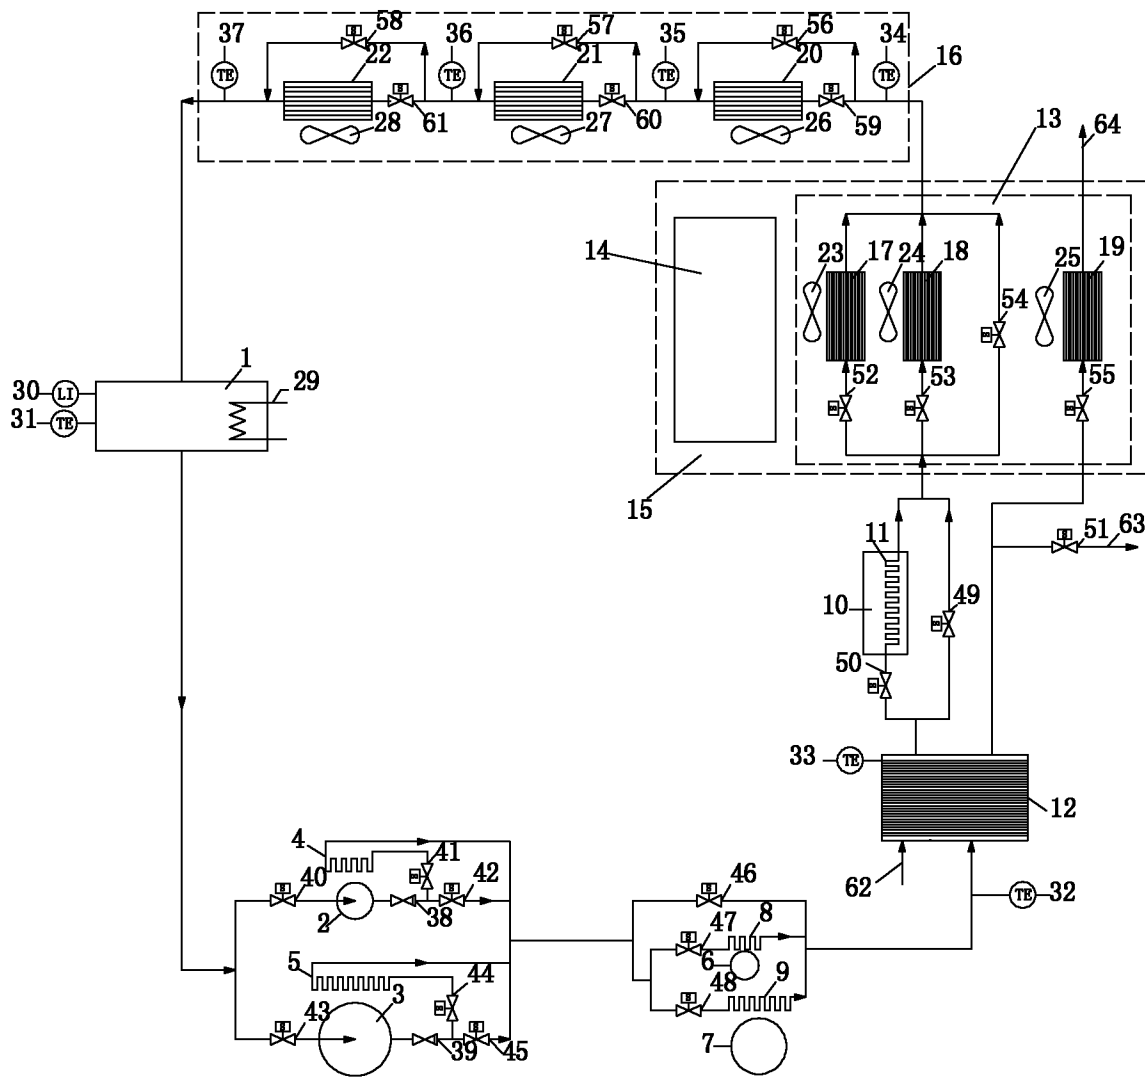 37 58 36 57 35 56 34
S S S
TE 22 TE 21 TE 20 TE 16
S S S
28 61 27 60 26 59
13 64
14 23 17 24 18 25 19
54
S
1
30 LI 29 52 53 55
31 TE S S S
15
S 51 63
11
10 49
S
50
S
33 TE
12
4 41
S 40 S S 42 S 46 62 TE 32
2 38 S 47 8
5 44 6
S 48 9
S 43 3 S S
39 45 7